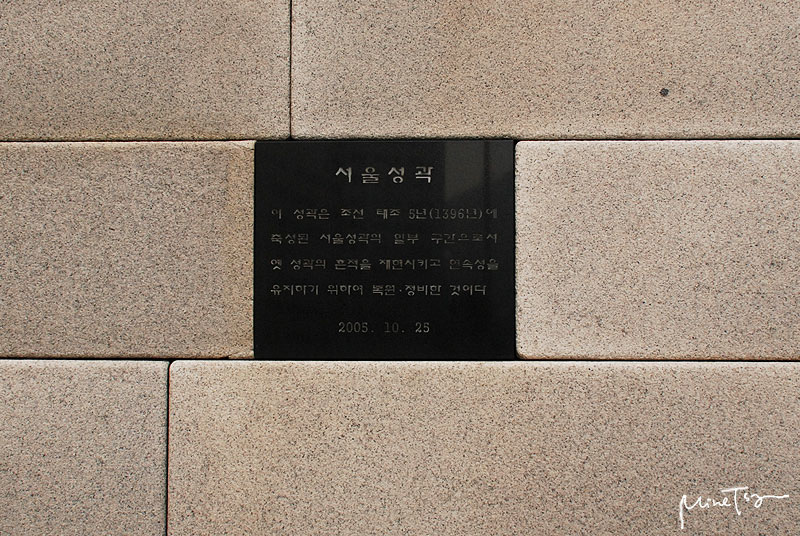 서울성곽
이 성곽은 조선 태조 5년(1396년)에
축성된 서울성곽의 일부 구간으로서
옛 성곽의 흔적을 재현시키고 연속성을
유지하기 위하여 복원·정비한 것이다
2005. 10. 25